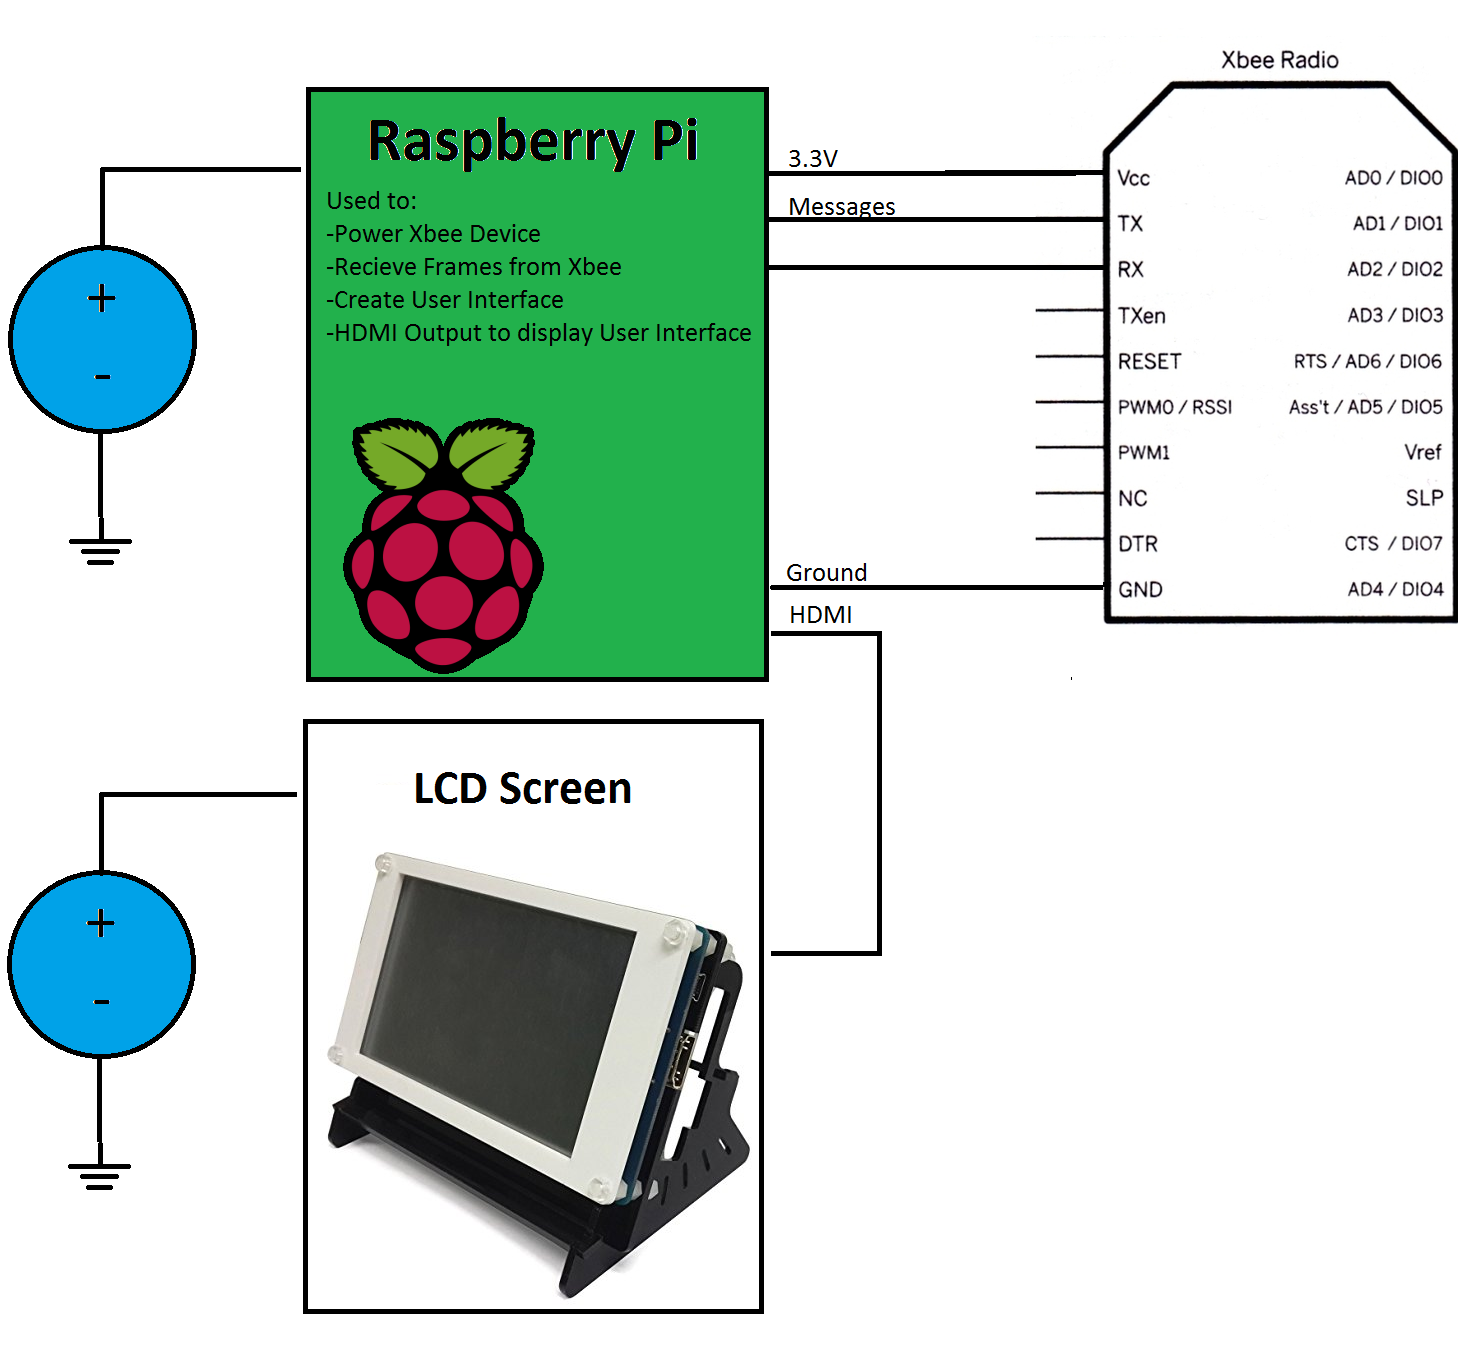 Xbee Radio
Raspberry Pi
Used to:
-Power Xbee Device
-Recieve Frames from Xbee
-Create User Interface
-HDMI Output to display User Interface
3.3V
Messages
Ground
HDMI
Vcc AD0 / DIO0
TX AD1 / DIO1
RX AD2 / DIO2
TXen AD3 / DIO3
RESET RTS / AD6 / DIO6
PWM0 / RSSI Ass't / AD5 / DIO5
PWM1 Vref
NC SLP
DTR CTS / DIO7
GND AD4 / DIO4
+
-
LCD Screen
+
-